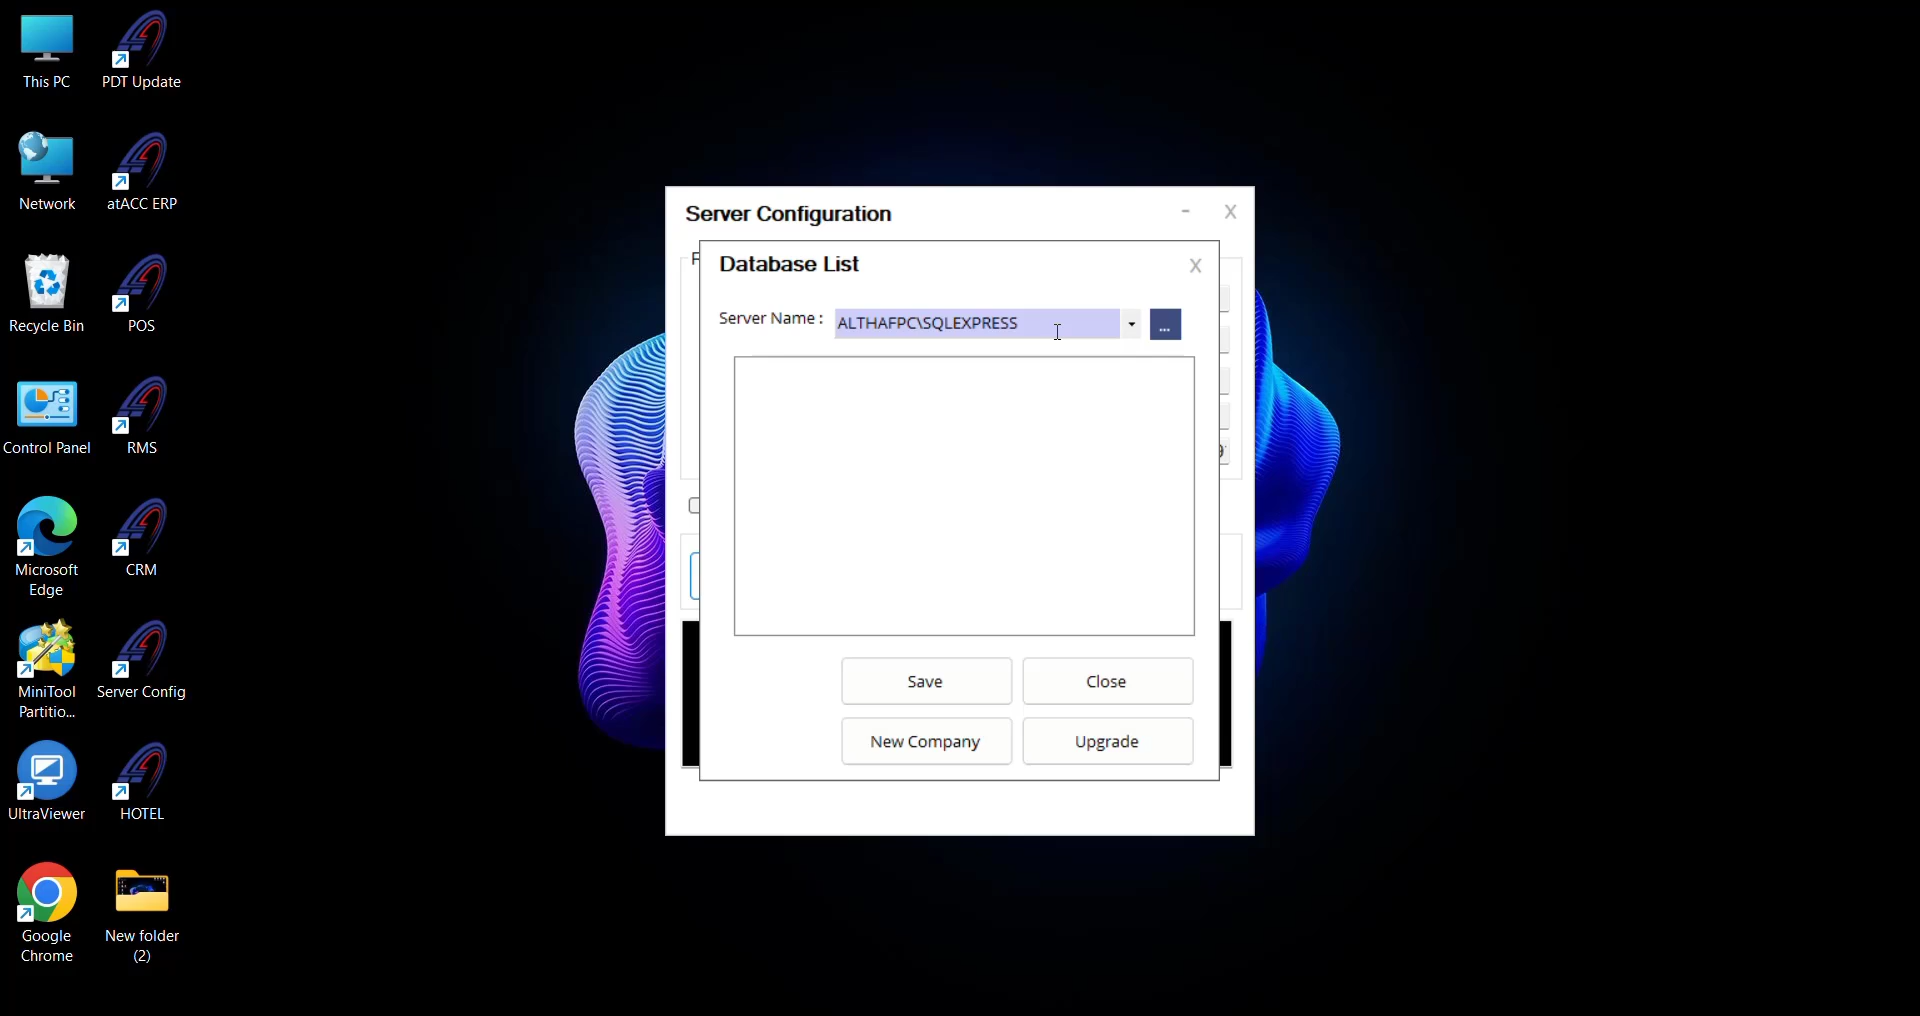 This PC
PDT Update
Network
atACC ERP
Recycle Bin
POS
Control Panel
RMS
Microsoft
Edge
CRM
MiniTool
Partitio...
Server Config
UltraViewer
HOTEL
Google
Chrome
New folder
(2)
Server Configuration
- X
Database List
X
Server Name :
ALTHAFPC\SQLEXPRESS
...
Save
Close
New Company
Upgrade